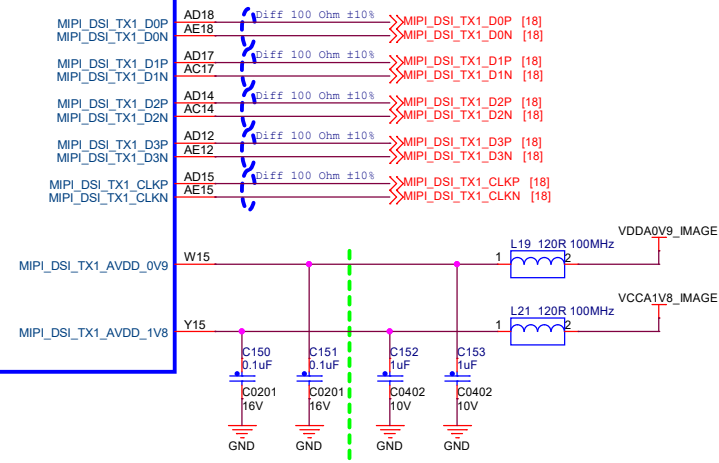 MIPI_DSI_TX1_D0P AD18 Diff 100 Ohm ±10% MIPI_DSI_TX1_D0P [18]
MIPI_DSI_TX1_D0N AE18 MIPI_DSI_TX1_D0N [18]
MIPI_DSI_TX1_D1P AD17 Diff 100 Ohm ±10% MIPI_DSI_TX1_D1P [18]
MIPI_DSI_TX1_D1N AC17 MIPI_DSI_TX1_D1N [18]
MIPI_DSI_TX1_D2P AD14 Diff 100 Ohm ±10% MIPI_DSI_TX1_D2P [18]
MIPI_DSI_TX1_D2N AC14 MIPI_DSI_TX1_D2N [18]
MIPI_DSI_TX1_D3P AD12 Diff 100 Ohm ±10% MIPI_DSI_TX1_D3P [18]
MIPI_DSI_TX1_D3N AE12 MIPI_DSI_TX1_D3N [18]
MIPI_DSI_TX1_CLKP AD15 Diff 100 Ohm ±10% MIPI_DSI_TX1_CLKP [18]
MIPI_DSI_TX1_CLKN AE15 MIPI_DSI_TX1_CLKN [18]
VDDA0V9_IMAGE
L19 120R 100MHz
MIPI_DSI_TX1_AVDD_0V9 W15 1 2
VCCA1V8_IMAGE
L21 120R 100MHz
MIPI_DSI_TX1_AVDD_1V8 Y15 1 2
C150 C151 C152 C153
0.1uF 0.1uF 1uF 1uF
C0201 C0201 C0402 C0402
16V 16V 10V 10V
GND GND GND GND